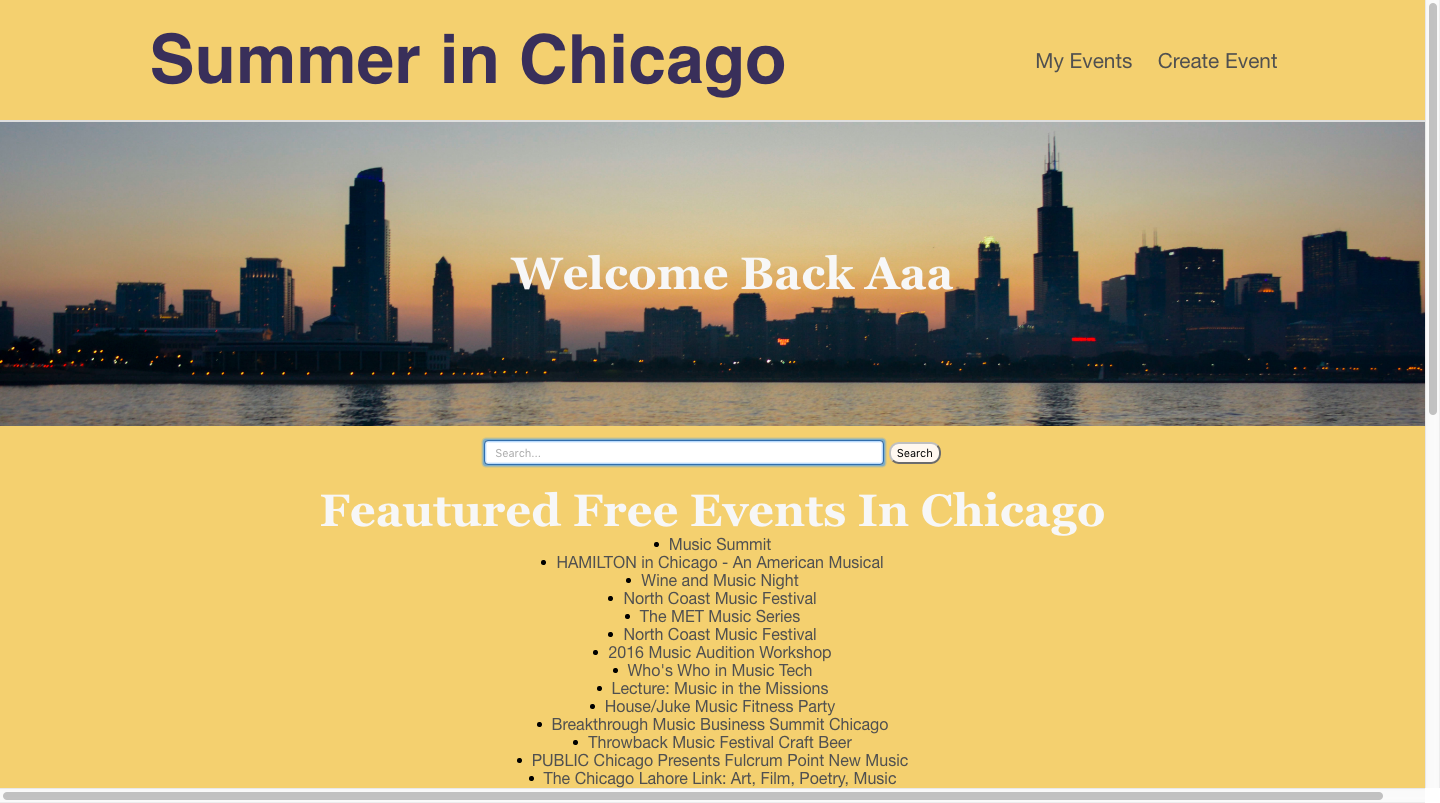 Summer in Chicago
My Events Create Event
Welcome Back Aaa
Search...
Search
Feautured Free Events In Chicago
Music Summit
HAMILTON in Chicago - An American Musical
Wine and Music Night
North Coast Music Festival
The MET Music Series
North Coast Music Festival
2016 Music Audition Workshop
Who's Who in Music Tech
Lecture: Music in the Missions
House/Juke Music Fitness Party
Breakthrough Music Business Summit Chicago
Throwback Music Festival Craft Beer
PUBLIC Chicago Presents Fulcrum Point New Music
The Chicago Lahore Link: Art, Film, Poetry, Music